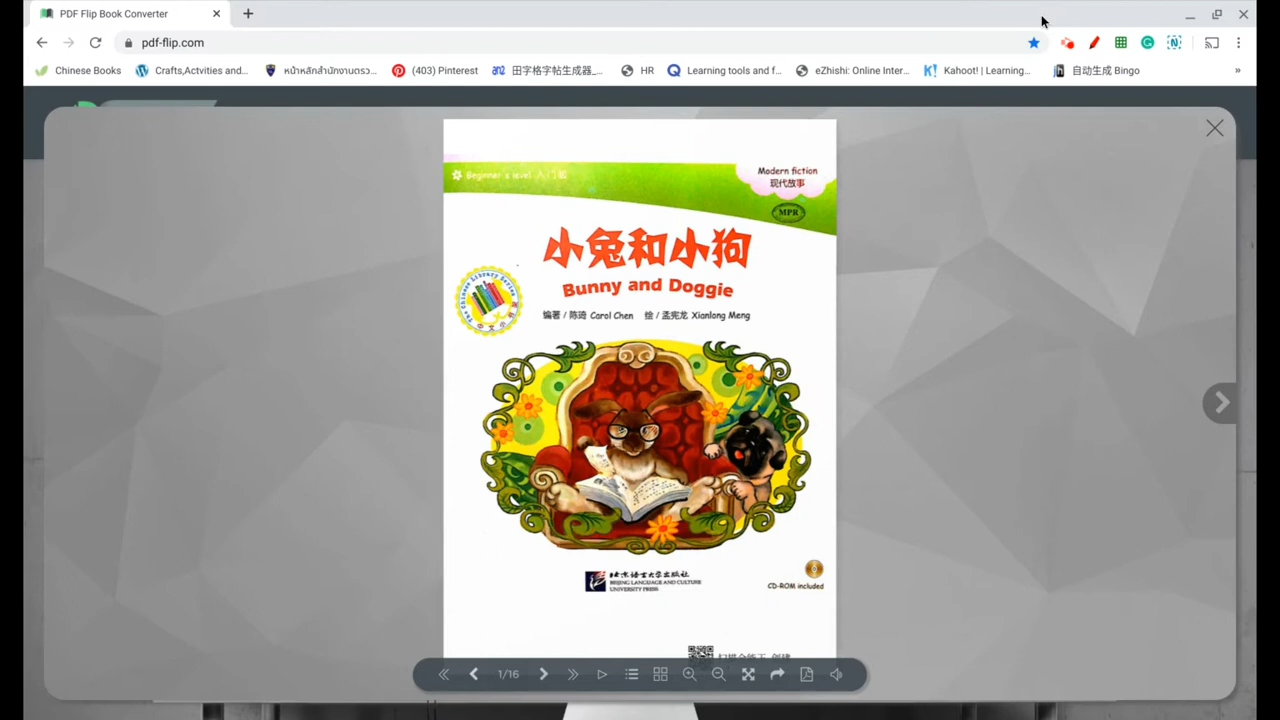 PDF Flip Book Converter
pdf-flip.com
Chinese Books
Crafts,Actvities and...
หน้าหลักสำนักงานตรว...
(403) Pinterest
田字格字帖生成器_...
HR
Learning tools and f...
eZhishi: Online Inter...
Kahoot! | Learning...
自动生成 Bingo
Beginner's level 入门级
Modern fiction
现代故事
MPR
小兔和小狗
Bunny and Doggie
The Chinese Library Series
编著 / 陈琦 Carol Chen 绘 / 孟宪龙 Xianlong Meng
北京语言大学出版社
BEIJING LANGUAGE AND CULTURE
UNIVERSITY PRESS
CD-ROM included
1/16